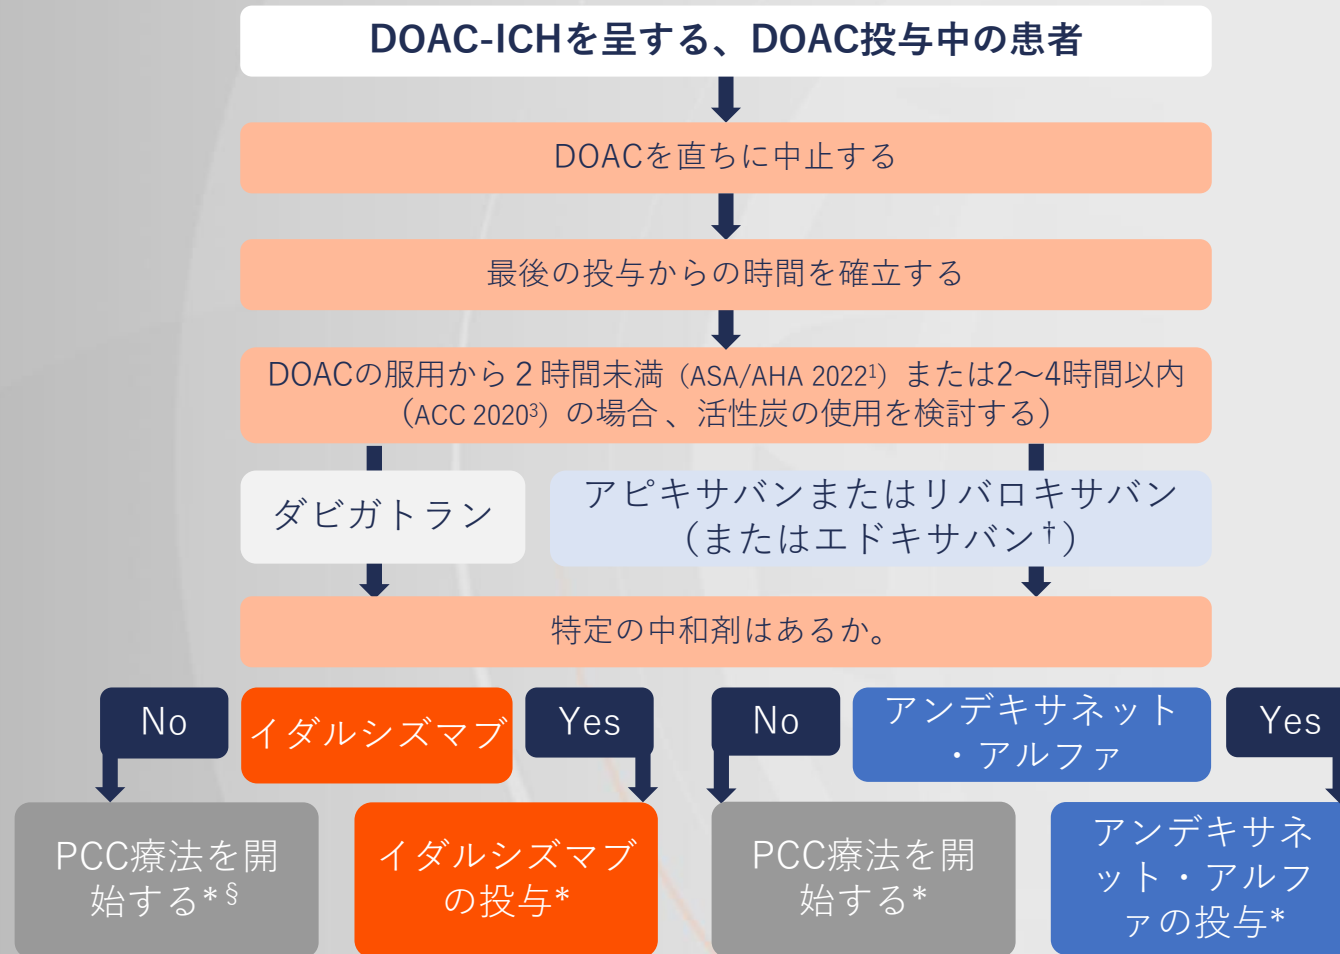 DOAC-ICHを呈する、DOAC投与中の患者
DOACを直ちに中止する
最後の投与からの時間を確立する
DOACの服用から２時間未満（ASA/AHA 2022¹）または2～4時間以内
（ACC 2020³）の場合、活性炭の使用を検討する）
ダビガトラン
アピキサバンまたはリバロキサバン
（またはエドキサバン†）
特定の中和剤はあるか。
No
イダルシズマブ
Yes
No
アンデキサネット
・アルファ
Yes
PCC療法を開
始する*§
イダルシズマブ
の投与*
PCC療法を開
始する*
アンデキサネ
ット・アルフ
ァの投与*